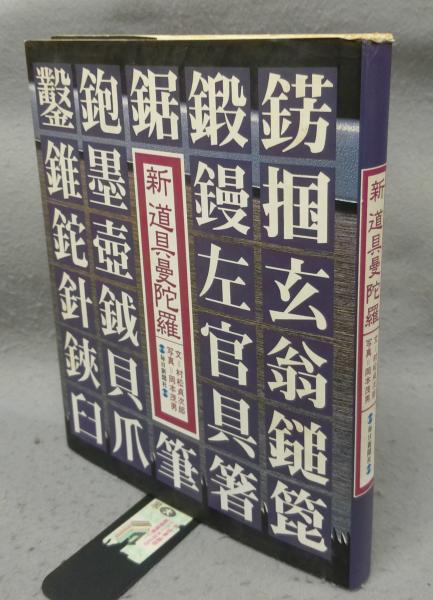 錺掴玄翁鎚箆
鍛鏝左官具箸
鋸
筆
鉋墨壺鉞貝爪
鑿錐鉈針鋏臼
新 道具曼陀羅
文=村松貞次郎
写真=岡本茂男
毎日新聞社
新 道具曼陀羅
文=村松貞次郎
写真=岡本茂男
毎日新聞社